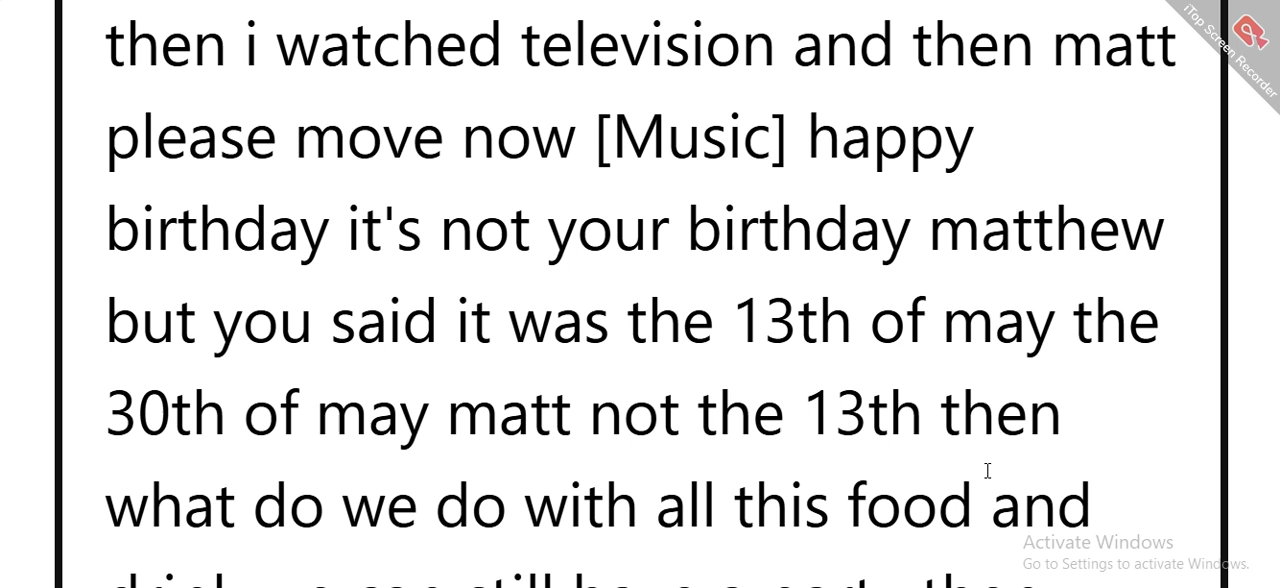 then i watched television and then matt
please move now [Music] happy
birthday it's not your birthday matthew
but you said it was the 13th of may the
30th of may matt not the 13th then
what do we do with all this food and
iTop Screen Recorder
Activate Windows
Go to Settings to activate Windows.